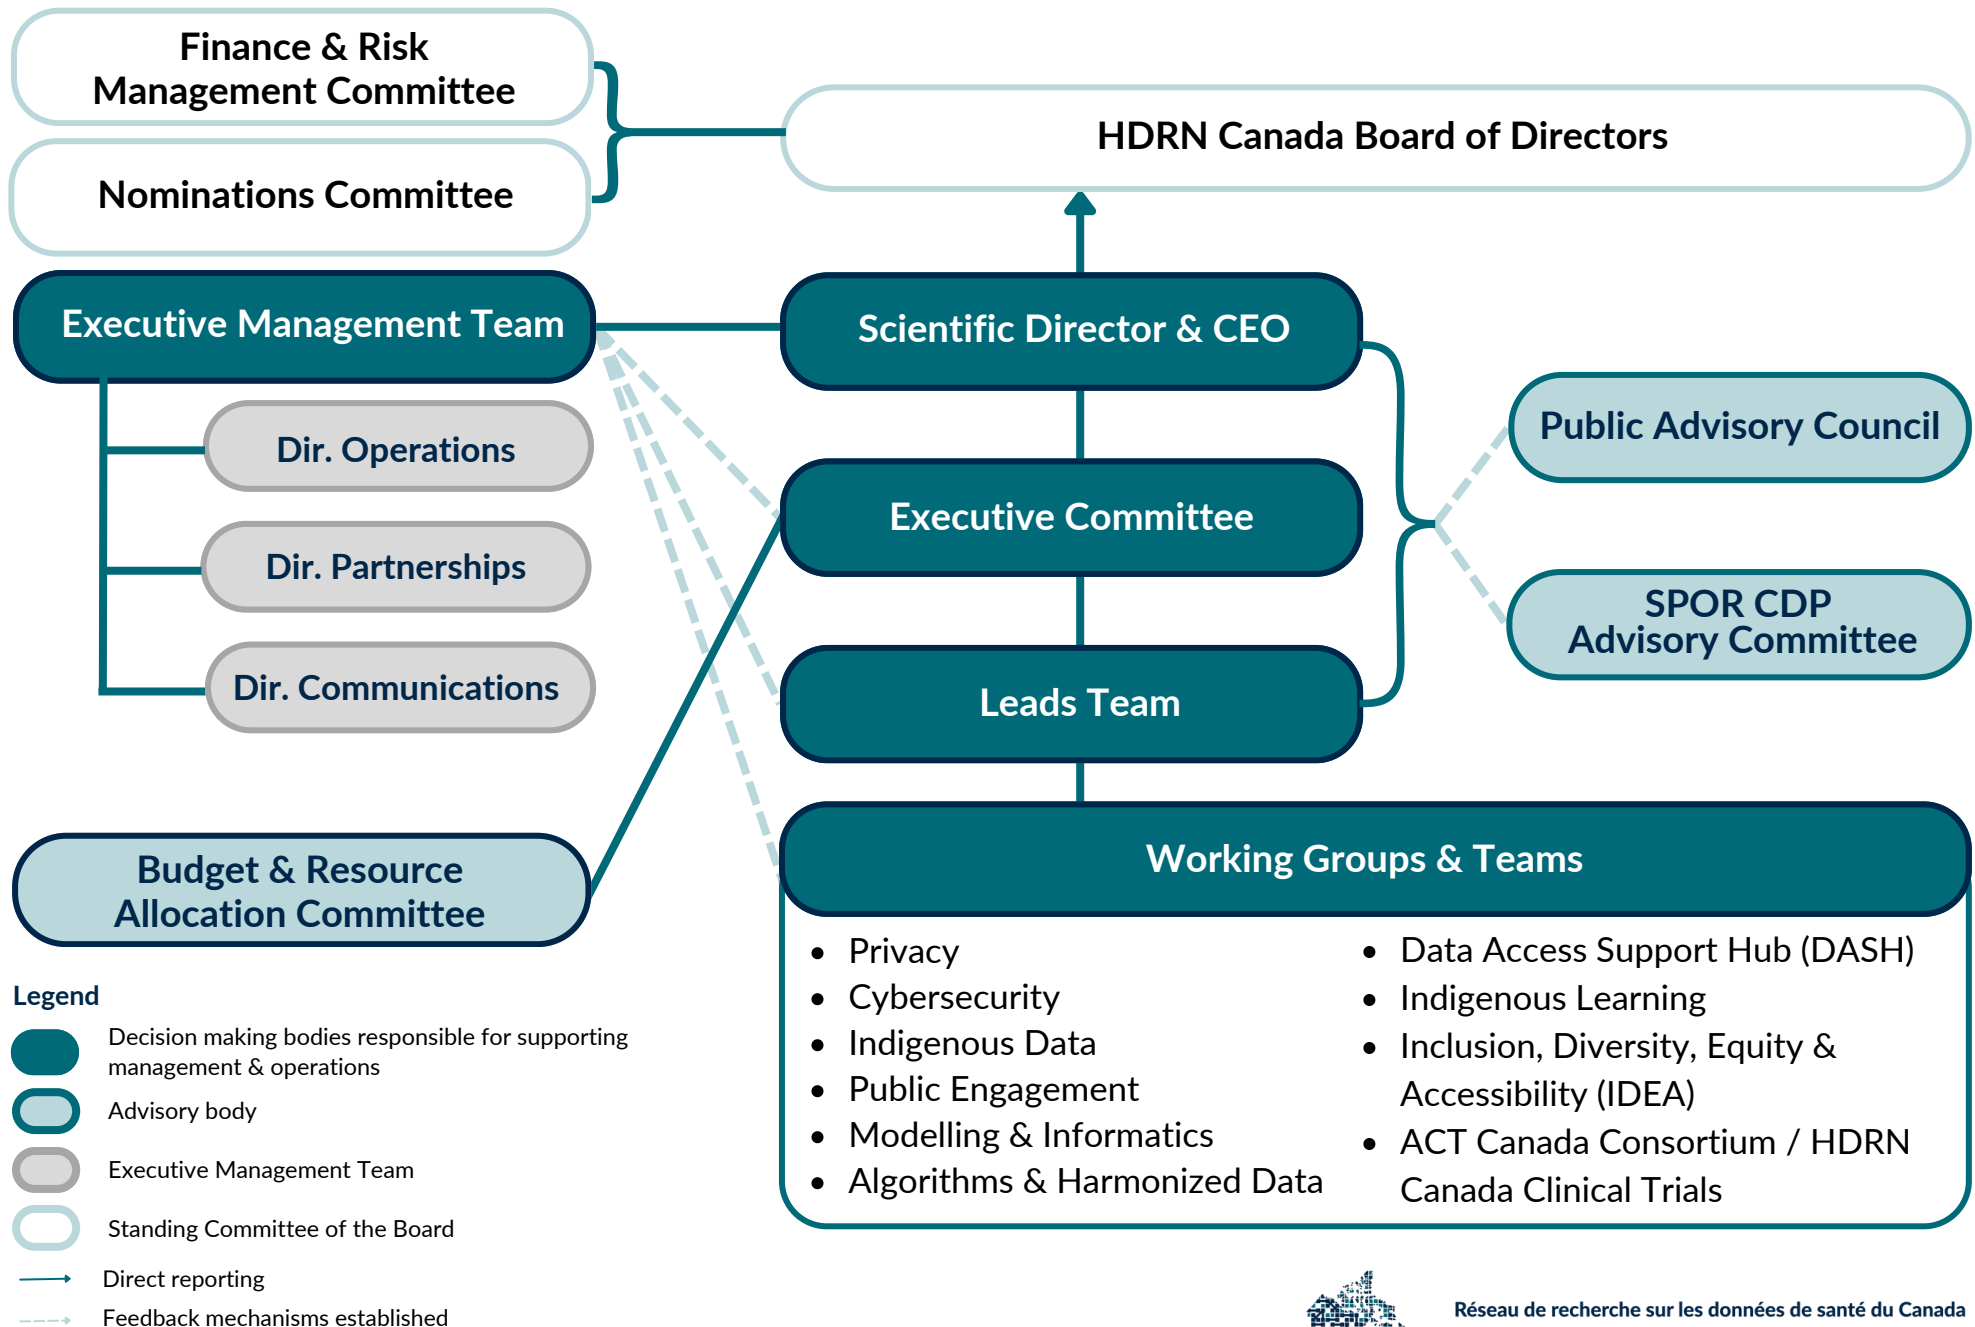 Finance & Risk
Management Committee
Nominations Committee
HDRN Canada Board of Directors
Executive Management Team
Scientific Director & CEO
Dir. Operations
Dir. Partnerships
Dir. Communications
Executive Committee
Leads Team
Public Advisory Council
SPOR CDP
Advisory Committee
Budget & Resource
Allocation Committee
Working Groups & Teams
• Privacy
• Cybersecurity
• Indigenous Data
• Public Engagement
• Modelling & Informatics
• Algorithms & Harmonized Data
• Data Access Support Hub (DASH)
• Indigenous Learning
• Inclusion, Diversity, Equity &
Accessibility (IDEA)
• ACT Canada Consortium / HDRN
Canada Clinical Trials
Legend
Decision making bodies responsible for supporting
management & operations
Advisory body
Executive Management Team
Standing Committee of the Board
Direct reporting
Feedback mechanisms established
Réseau de recherche sur les données de santé du Canada